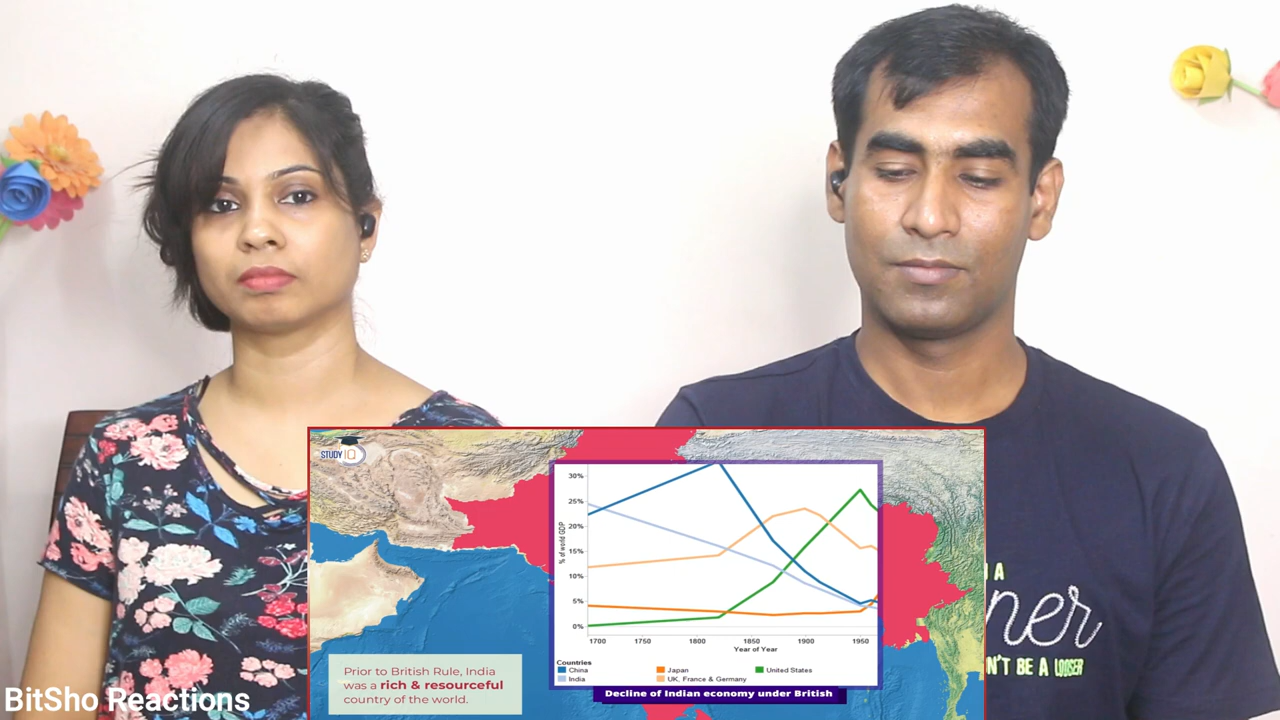 STUDY IQ
30%
25%
20%
15%
10%
5%
0%
% of world GDP
1700 1750 1800 1850 1900 1950
Year of Year
Countries
China Japan United States
India UK, France & Germany
Decline of Indian economy under British
Prior to British Rule, India
was a rich & resourceful
country of the world.
A
ner
N'T BE A LOOSER
BitSho Reactions